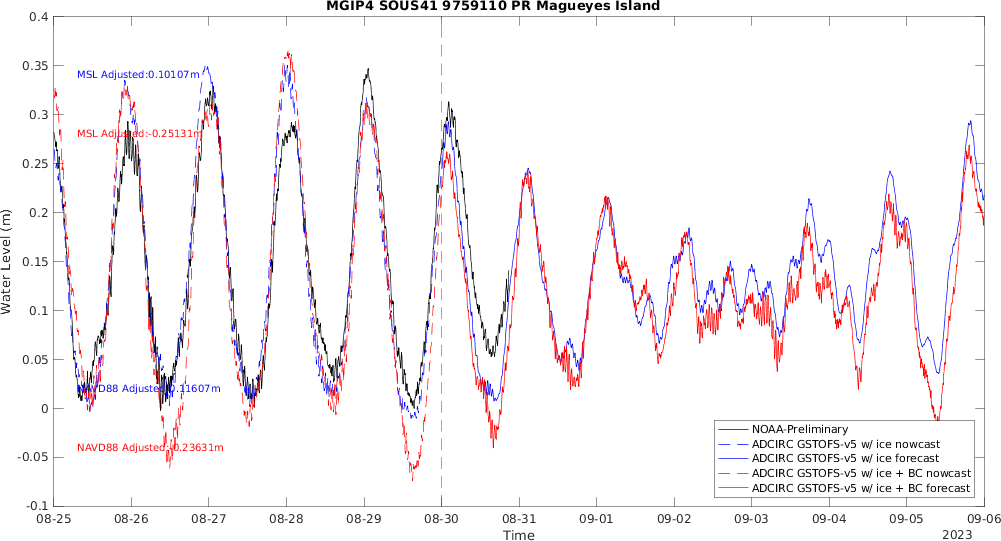 MGIP4 SOUS41 9759110 PR Magueyes Island
0.4
0.35
0.3
0.25
0.2
0.15
0.1
0.05
0
-0.05
-0.1
Water Level (m)
MSL Adjusted:0.10107m
MSL Adjusted:-0.25131m
NAVD88 Adjusted:0.11607m
NAVD88 Adjusted:-0.23631m
NOAA-Preliminary
ADCIRC GSTOFS-v5 w/ ice nowcast
ADCIRC GSTOFS-v5 w/ ice forecast
ADCIRC GSTOFS-v5 w/ ice + BC nowcast
ADCIRC GSTOFS-v5 w/ ice + BC forecast
08-25 08-26 08-27 08-28 08-29 08-30 08-31 09-01 09-02 09-03 09-04 09-05 09-06
Time
2023